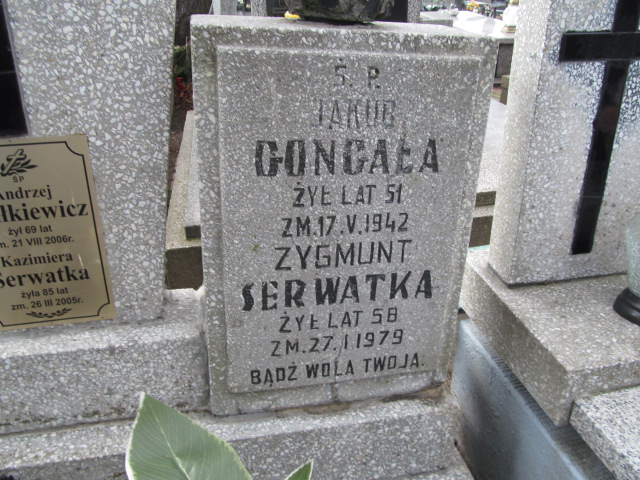 Ś. P.
JAKUB
GONGAŁA
ŻYŁ LAT 51
ZM.17.V.1942
ZYGMUNT
SERWATKA
ŻYŁ LAT 58
ZM.27.I 1979
BĄDŹ WOLA TWOJA.
ŚP
Andrzej
żył 69 lat
zm. 21 VIII 2006r.
Kazimiera
Serwatka
żyła 85 lat
zm. 26 III 2005r.